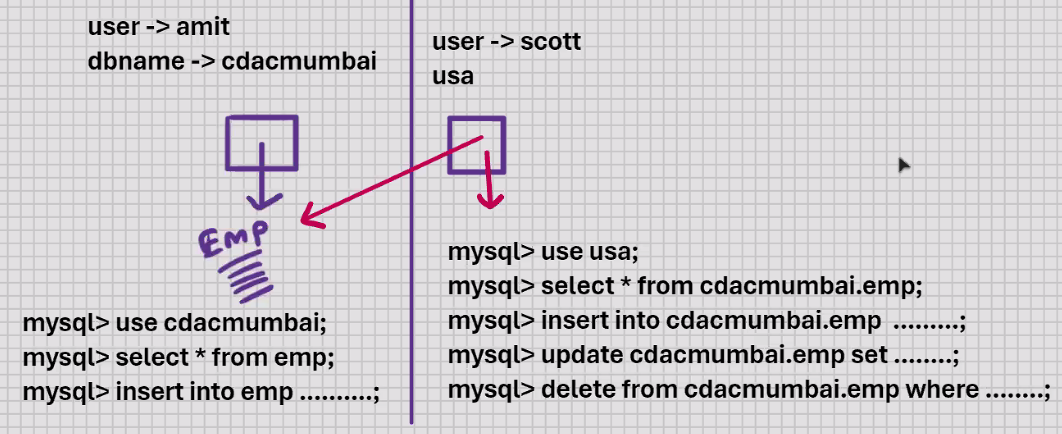 user -> amit
dbname -> cdacmumbai
Emp
mysql> use cdacmumbai;
mysql> select * from emp;
mysql> insert into emp ..........;
user -> scott
usa
mysql> use usa;
mysql> select * from cdacmumbai.emp;
mysql> insert into cdacmumbai.emp .........;
mysql> update cdacmumbai.emp set ........;
mysql> delete from cdacmumbai.emp where ........;